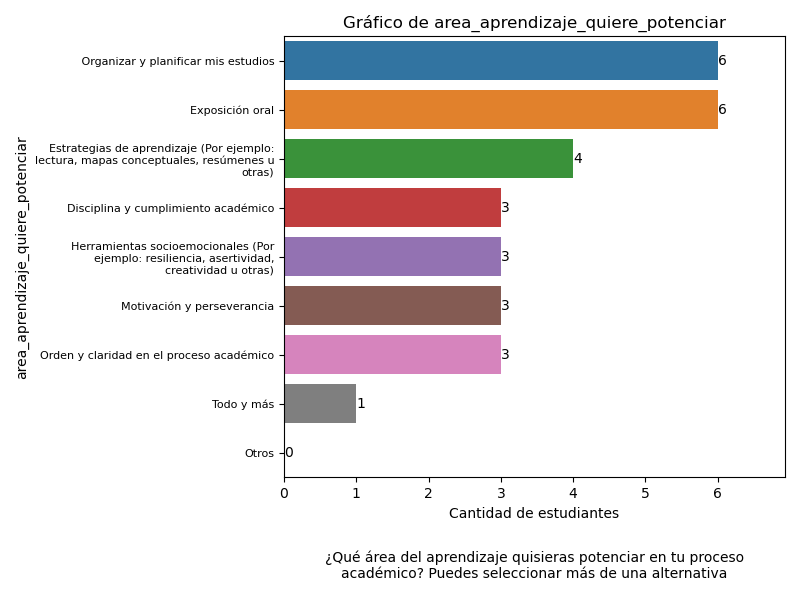 Gráfico de area_aprendizaje_quiere_potenciar
area_aprendizaje_quiere_potenciar
Organizar y planificar mis estudios
6
Exposición oral
6
Estrategias de aprendizaje (Por ejemplo:
lectura, mapas conceptuales, resúmenes u
otras)
4
Disciplina y cumplimiento académico
3
Herramientas socioemocionales (Por
ejemplo: resiliencia, asertividad,
creatividad u otras)
3
Motivación y perseverancia
3
Orden y claridad en el proceso académico
3
Todo y más
1
Otros
0
0 1 2 3 4 5 6
Cantidad de estudiantes
¿Qué área del aprendizaje quisieras potenciar en tu proceso
académico? Puedes seleccionar más de una alternativa